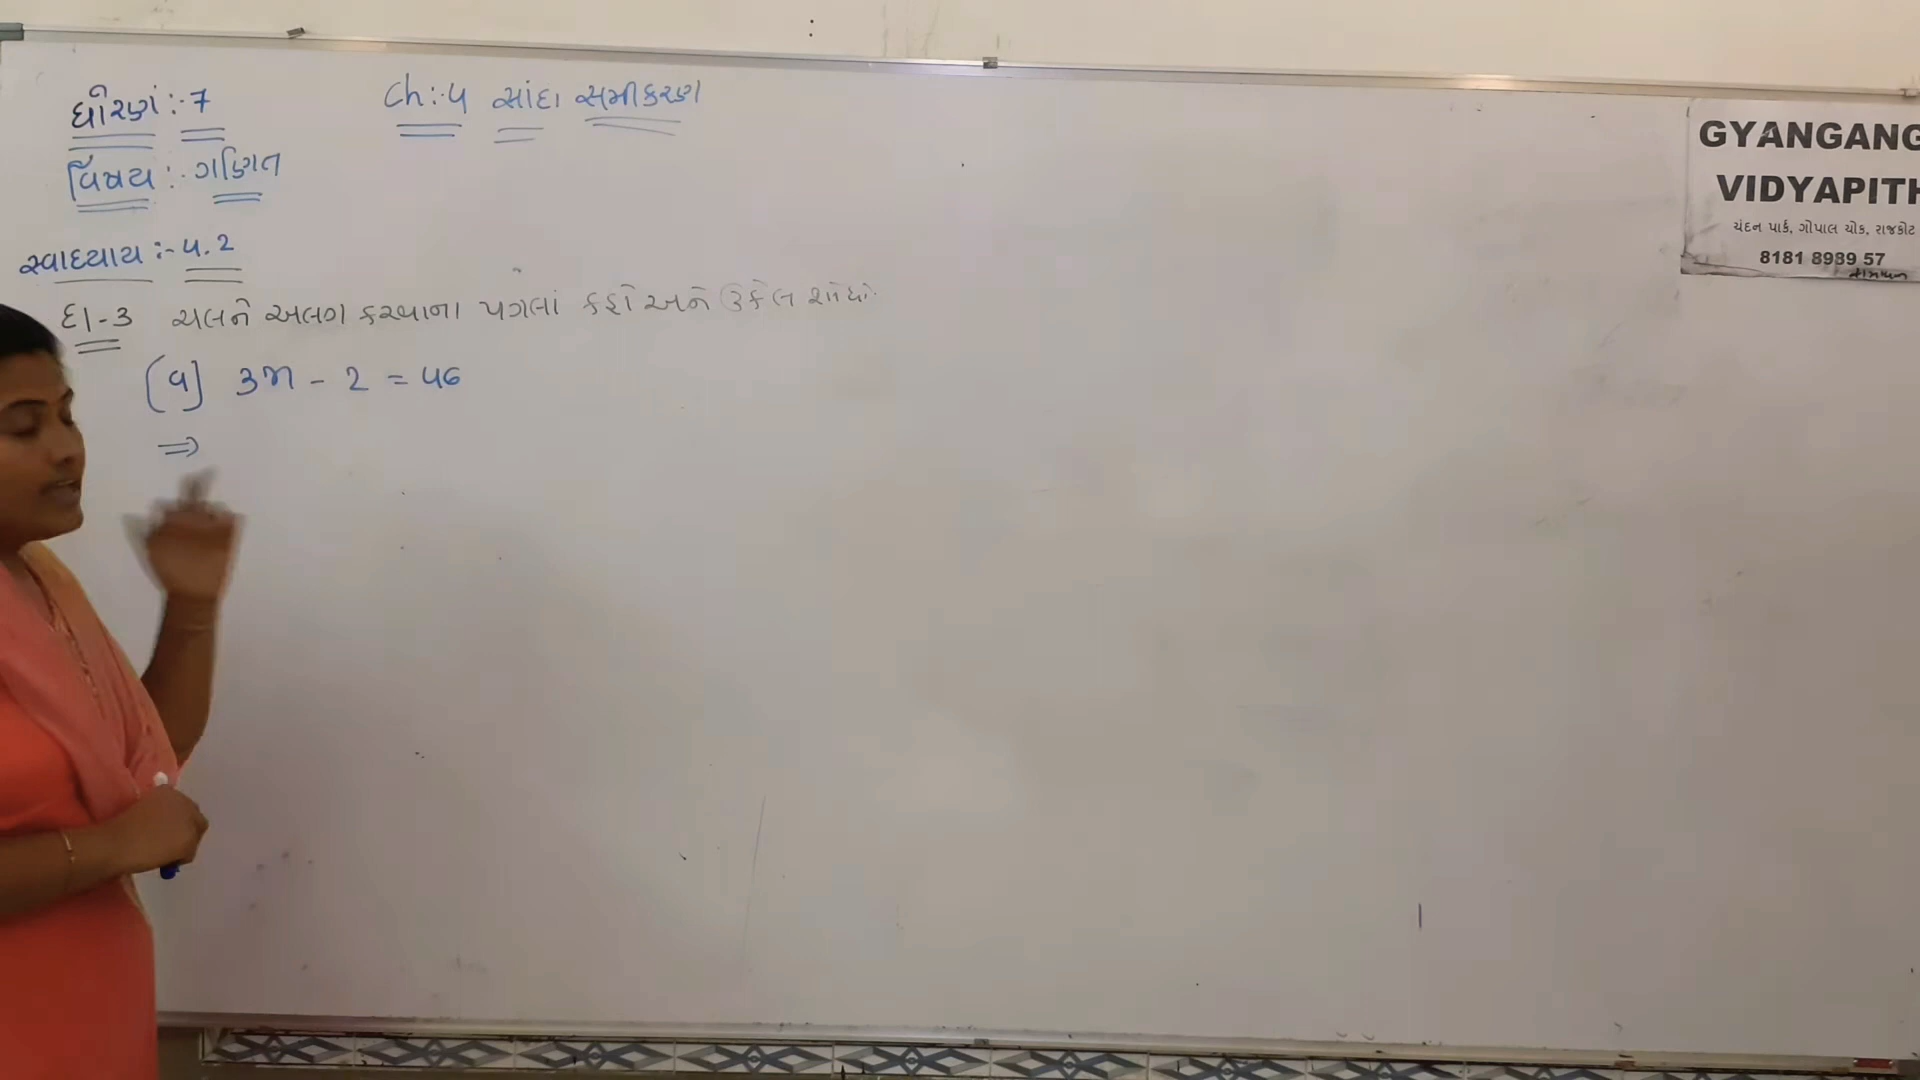 ધોરણ :- 7
Ch :- 4 સાદા સમીકરણ
વિષય :- ગણિત
સ્વાધ્યાય :- 4.2
દા-3 ચલને અલગ કરવાના પગલાં કહો અને ઉકેલ શોધો.
[9] 3n - 2 = 46
⇒
GYANGANG
VIDYAPITH
ચંદન પાર્ક, ગોપાલ ચોક, રાજકોટ
8181 8989 57